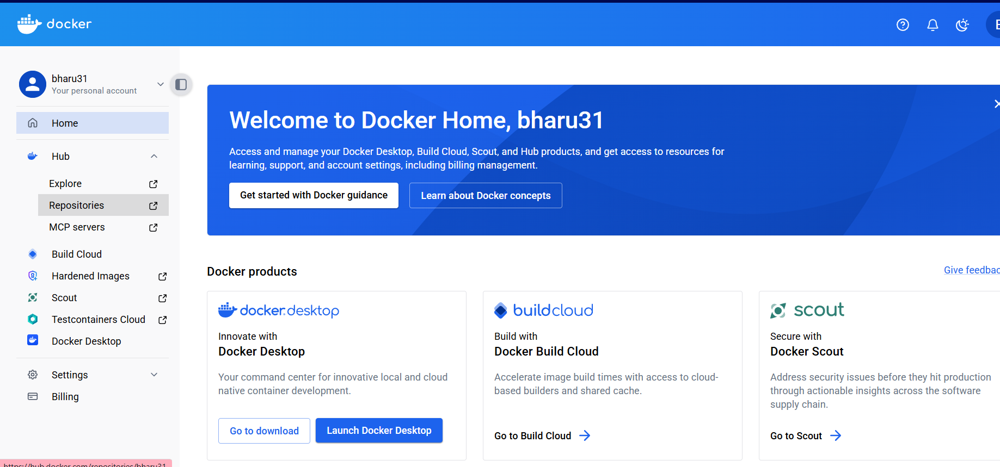 docker
E
bharu31
Your personal account
Home
Hub
Explore
Repositories
MCP servers
Build Cloud
Hardened Images
Scout
Testcontainers Cloud
Docker Desktop
Settings
Billing
https://hub.docker.com/repositories/bharu31
Welcome to Docker Home, bharu31
Access and manage your Docker Desktop, Build Cloud, Scout, and Hub products, and get access to resources for
learning, support, and account settings, including billing management.
Get started with Docker guidance
Learn about Docker concepts
Docker products
Give feedbac
docker.desktop
Innovate with
Docker Desktop
Your command center for innovative local and cloud
native container development.
Go to download
Launch Docker Desktop
buildcloud
Build with
Docker Build Cloud
Accelerate image build times with access to cloud-
based builders and shared cache.
Go to Build Cloud
scout
Secure with
Docker Scout
Address security issues before they hit production
through actionable insights across the software
supply chain.
Go to Scout